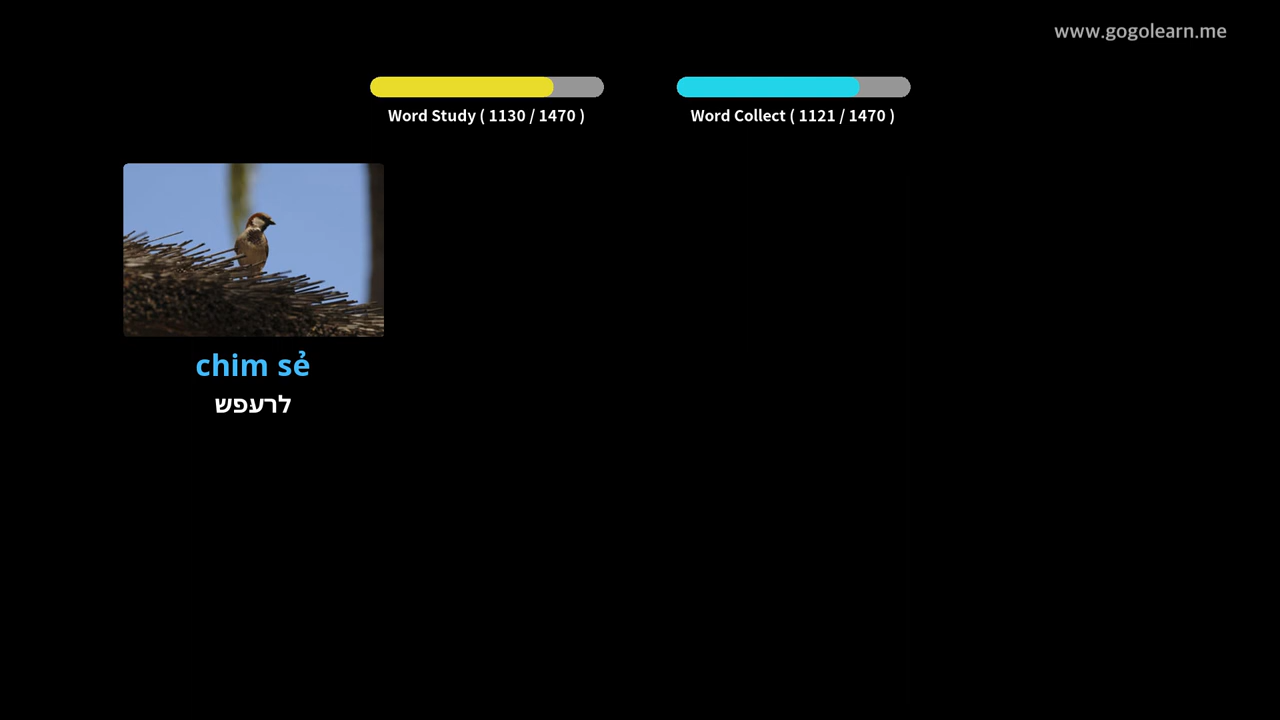 www.gogolearn.me
Word Study ( 1130 / 1470 )
Word Collect ( 1121 / 1470 )
chim sẻ
לרעפש